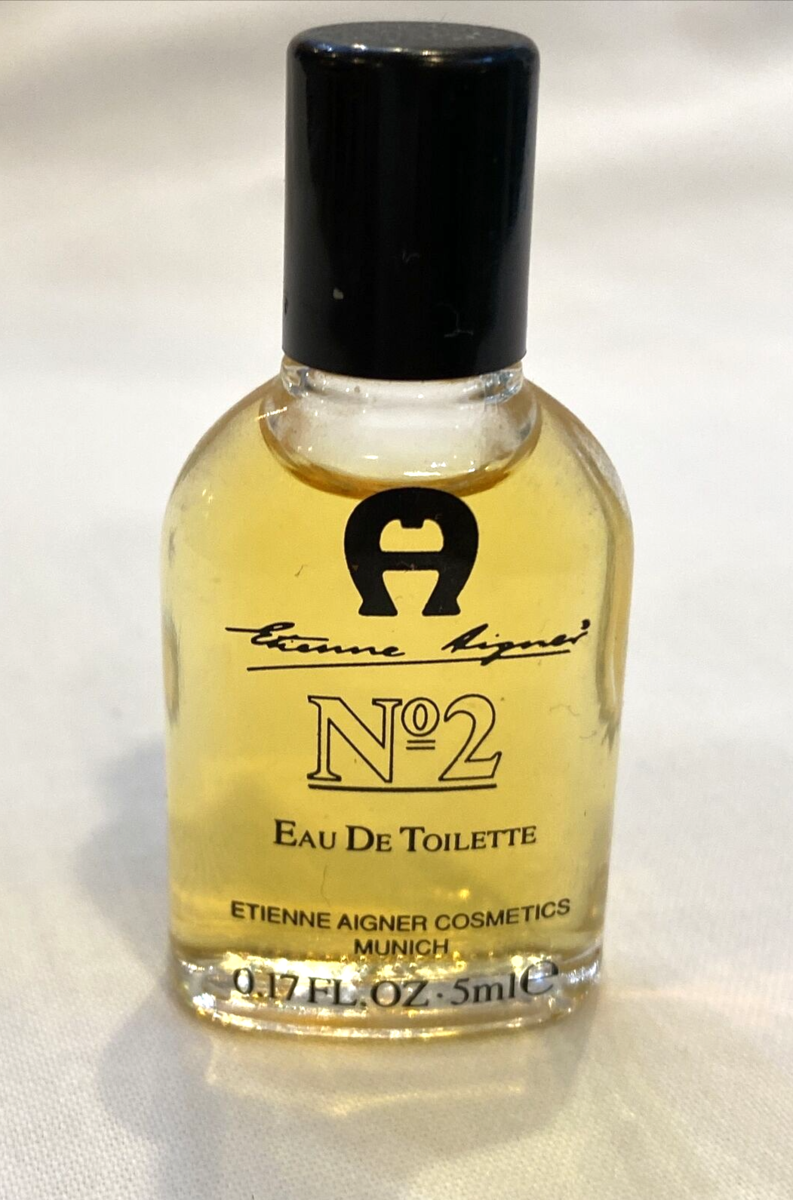 Etienne Aigner
Nº2
EAU DE TOILETTE
ETIENNE AIGNER COSMETICS
MUNICH
0.17 FL.OZ·5ml℮